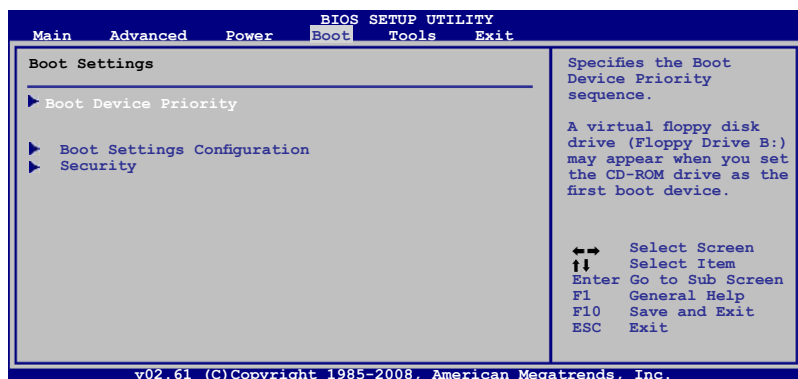 BIOS SETUP UTILITY
Main Advanced Power Boot Tools Exit
Boot Settings
Boot Device Priority
Boot Settings Configuration
Security
Specifies the Boot
Device Priority
sequence.
A virtual floppy disk
drive (Floppy Drive B:)
may appear when you set
the CD-ROM drive as the
first boot device.
←→ Select Screen
↑↓ Select Item
Enter Go to Sub Screen
F1 General Help
F10 Save and Exit
ESC Exit
v02.61 (C)Copyright 1985-2008, American Megatrends, Inc.